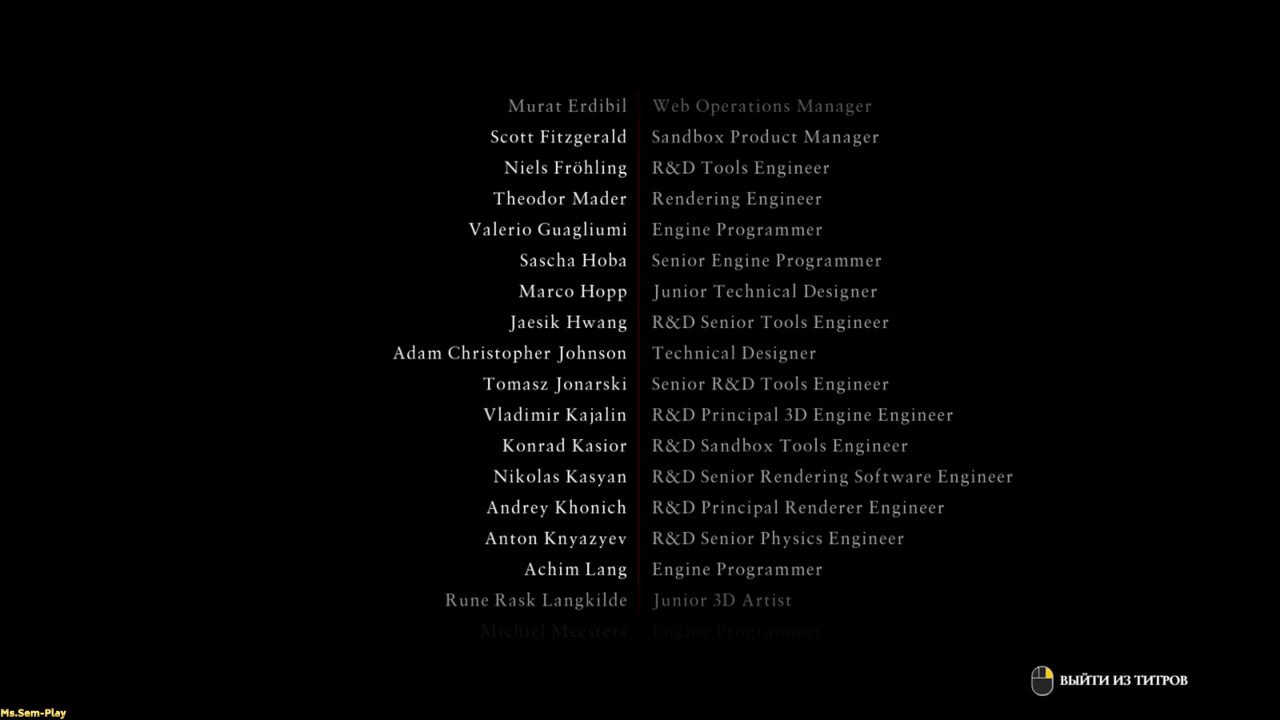 Murat Erdibil Web Operations Manager
Scott Fitzgerald Sandbox Product Manager
Niels Fröhling R&D Tools Engineer
Theodor Mader Rendering Engineer
Valerio Guagliumi Engine Programmer
Sascha Hoba Senior Engine Programmer
Marco Hopp Junior Technical Designer
Jaesik Hwang R&D Senior Tools Engineer
Adam Christopher Johnson Technical Designer
Tomasz Jonarski Senior R&D Tools Engineer
Vladimir Kajalin R&D Principal 3D Engine Engineer
Konrad Kasior R&D Sandbox Tools Engineer
Nikolas Kasyan R&D Senior Rendering Software Engineer
Andrey Khonich R&D Principal Renderer Engineer
Anton Knyazyev R&D Senior Physics Engineer
Achim Lang Engine Programmer
Rune Rask Langkilde Junior 3D Artist
Michiel Meesters Engine Programmer
ВЫЙТИ ИЗ ТИТРОВ
Ms.Sem-Play